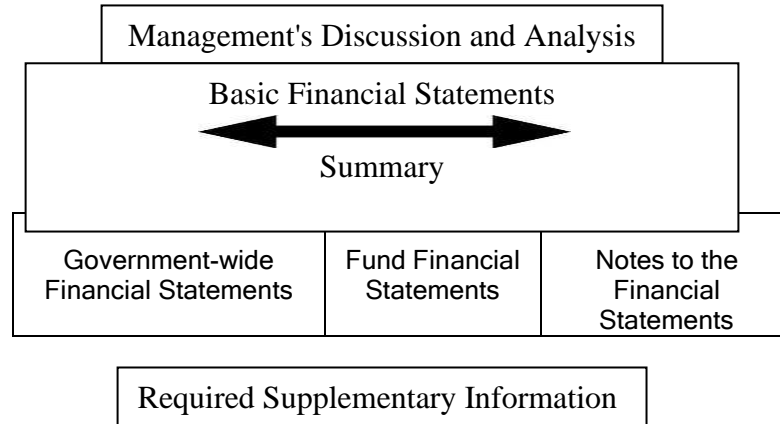 Management's Discussion and Analysis
Basic Financial Statements
Summary
Government-wide
Financial Statements
Fund Financial
Statements
Notes to the
Financial
Statements
Required Supplementary Information